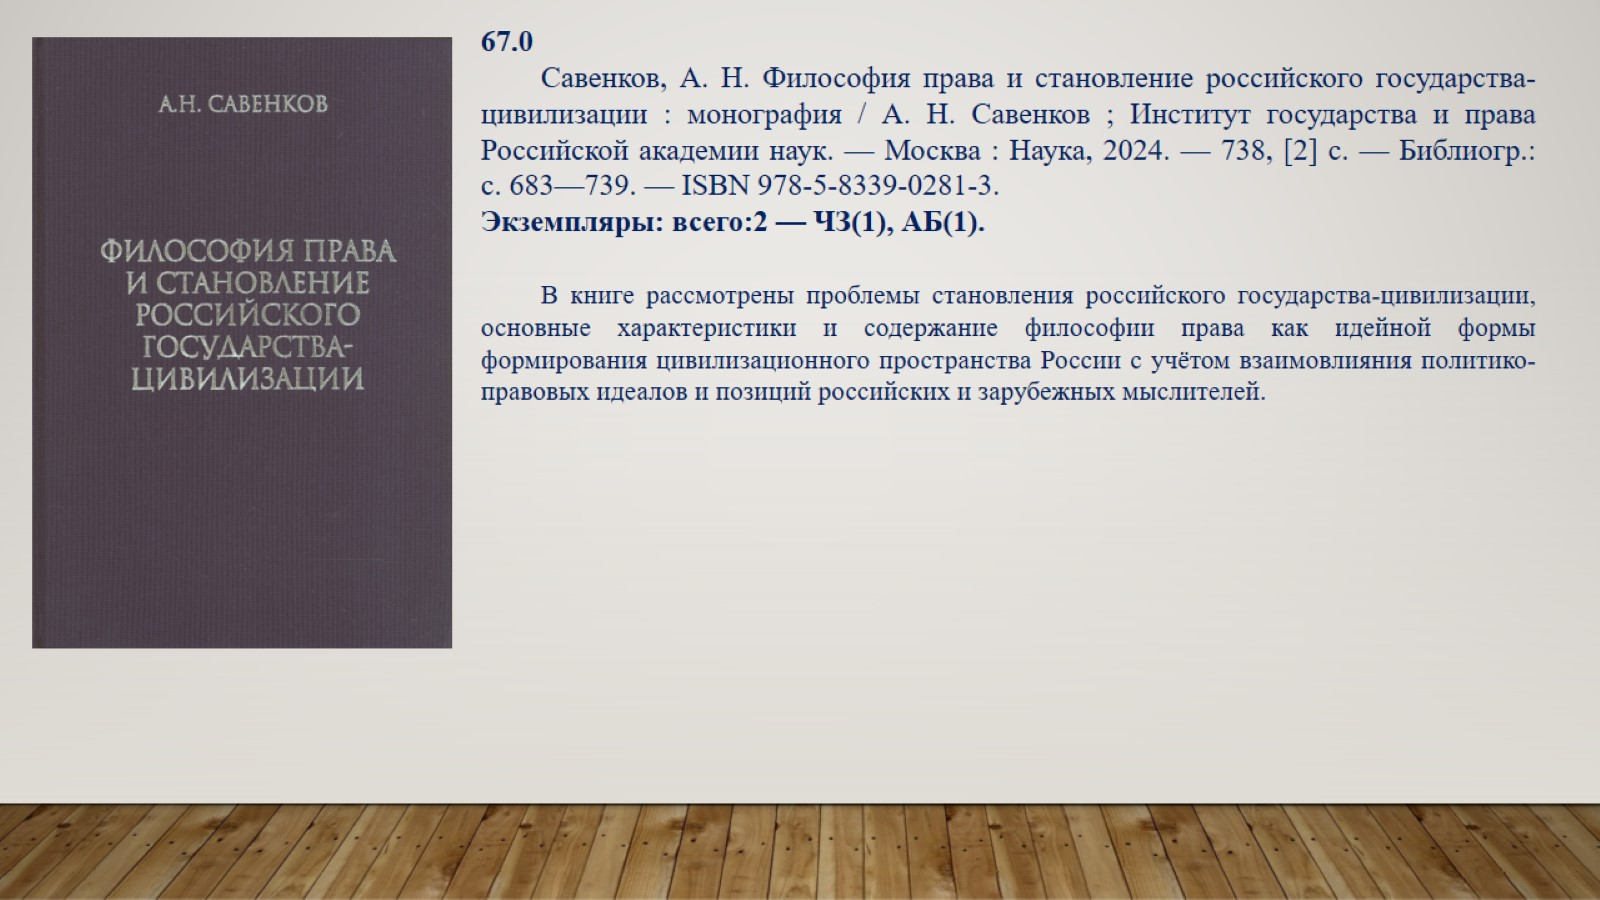 А.Н. САВЕНКОВ
ФИЛОСОФИЯ ПРАВА
И СТАНОВЛЕНИЕ
РОССИЙСКОГО
ГОСУДАРСТВА-
ЦИВИЛИЗАЦИИ
67.0
Савенков, А. Н. Философия права и становление российского государства-
цивилизации : монография / А. Н. Савенков ; Институт государства и права
Российской академии наук. — Москва : Наука, 2024. — 738, [2] с. — Библиогр.:
с. 683—739. — ISBN 978-5-8339-0281-3.
Экземпляры: всего:2 — ЧЗ(1), АБ(1).
В книге рассмотрены проблемы становления российского государства-цивилизации,
основные характеристики и содержание философии права как идейной формы
формирования цивилизационного пространства России с учётом взаимовлияния политико-
правовых идеалов и позиций российских и зарубежных мыслителей.